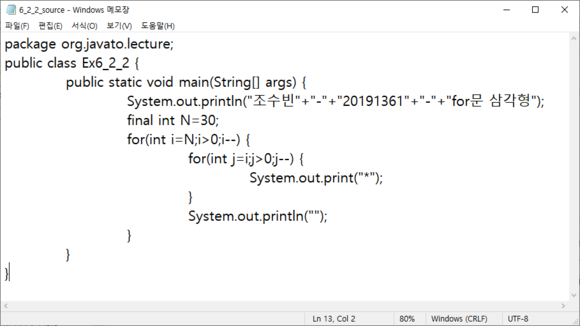 6_2_2_source - Windows 메모장
파일(F) 편집(E) 서식(O) 보기(V) 도움말(H)
package org.javato.lecture;
public class Ex6_2_2 {
public static void main(String[] args) {
System.out.println("조수빈"+"-"+"20191361"+"-"+"for문 삼각형");
final int N=30;
for(int i=N;i>0;i--) {
for(int j=i;j>0;j--) {
System.out.print("*");
}
System.out.println("");
}
}
}
Ln 13, Col 2 80% Windows (CRLF) UTF-8